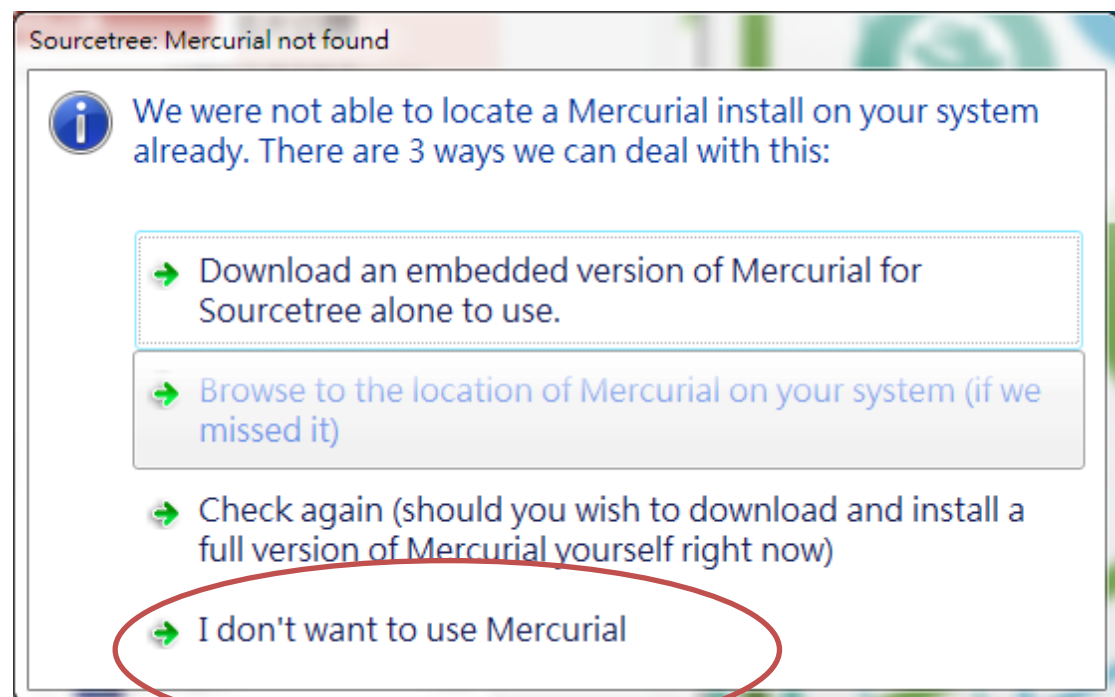 Sourcetree: Mercurial not found
We were not able to locate a Mercurial install on your system
already. There are 3 ways we can deal with this:
Download an embedded version of Mercurial for
Sourcetree alone to use.
Browse to the location of Mercurial on your system (if we
missed it)
Check again (should you wish to download and install a
full version of Mercurial yourself right now)
I don't want to use Mercurial